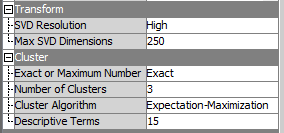 Transform
SVD Resolution High
Max SVD Dimensions 250
Cluster
Exact or Maximum Number Exact
Number of Clusters 3
Cluster Algorithm Expectation-Maximization
Descriptive Terms 15